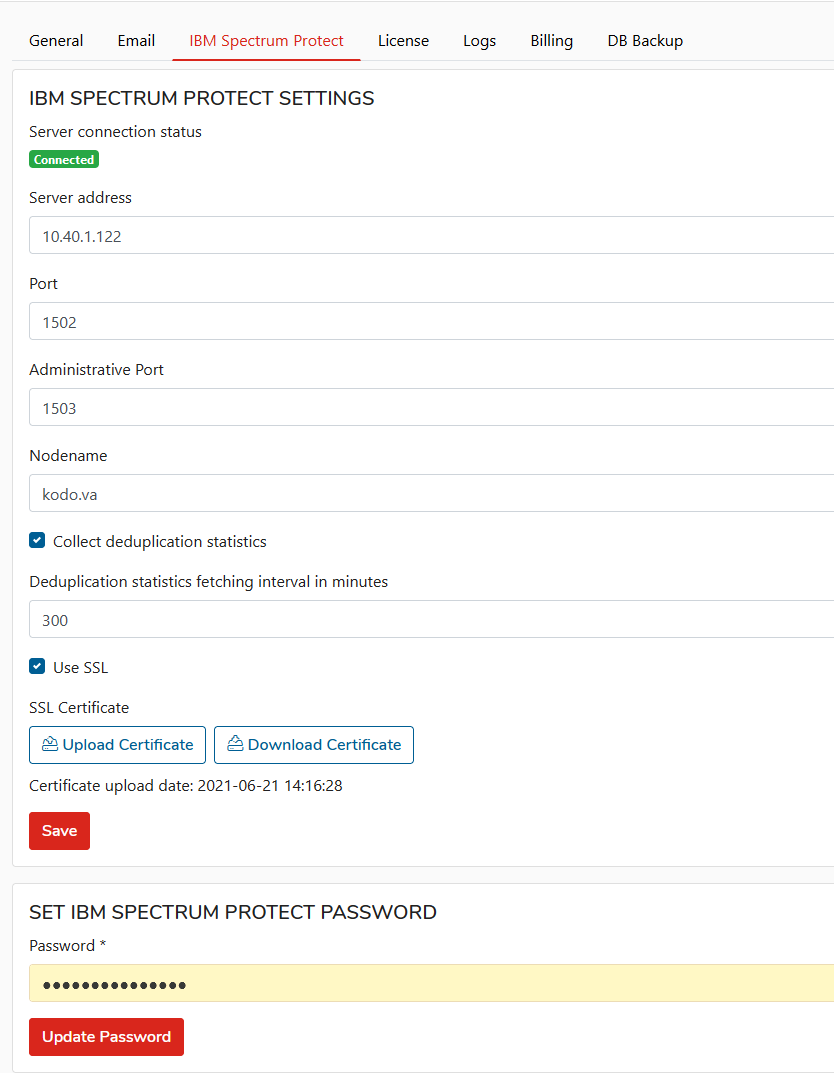 General Email IBM Spectrum Protect License Logs Billing DB Backup
IBM SPECTRUM PROTECT SETTINGS
Server connection status
Connected
Server address
10.40.1.122
Port
1502
Administrative Port
1503
Nodename
kodo.va
Collect deduplication statistics
Deduplication statistics fetching interval in minutes
300
Use SSL
SSL Certificate
Upload Certificate Download Certificate
Certificate upload date: 2021-06-21 14:16:28
Save
SET IBM SPECTRUM PROTECT PASSWORD
Password *
●●●●●●●●●●●●●●●
Update Password